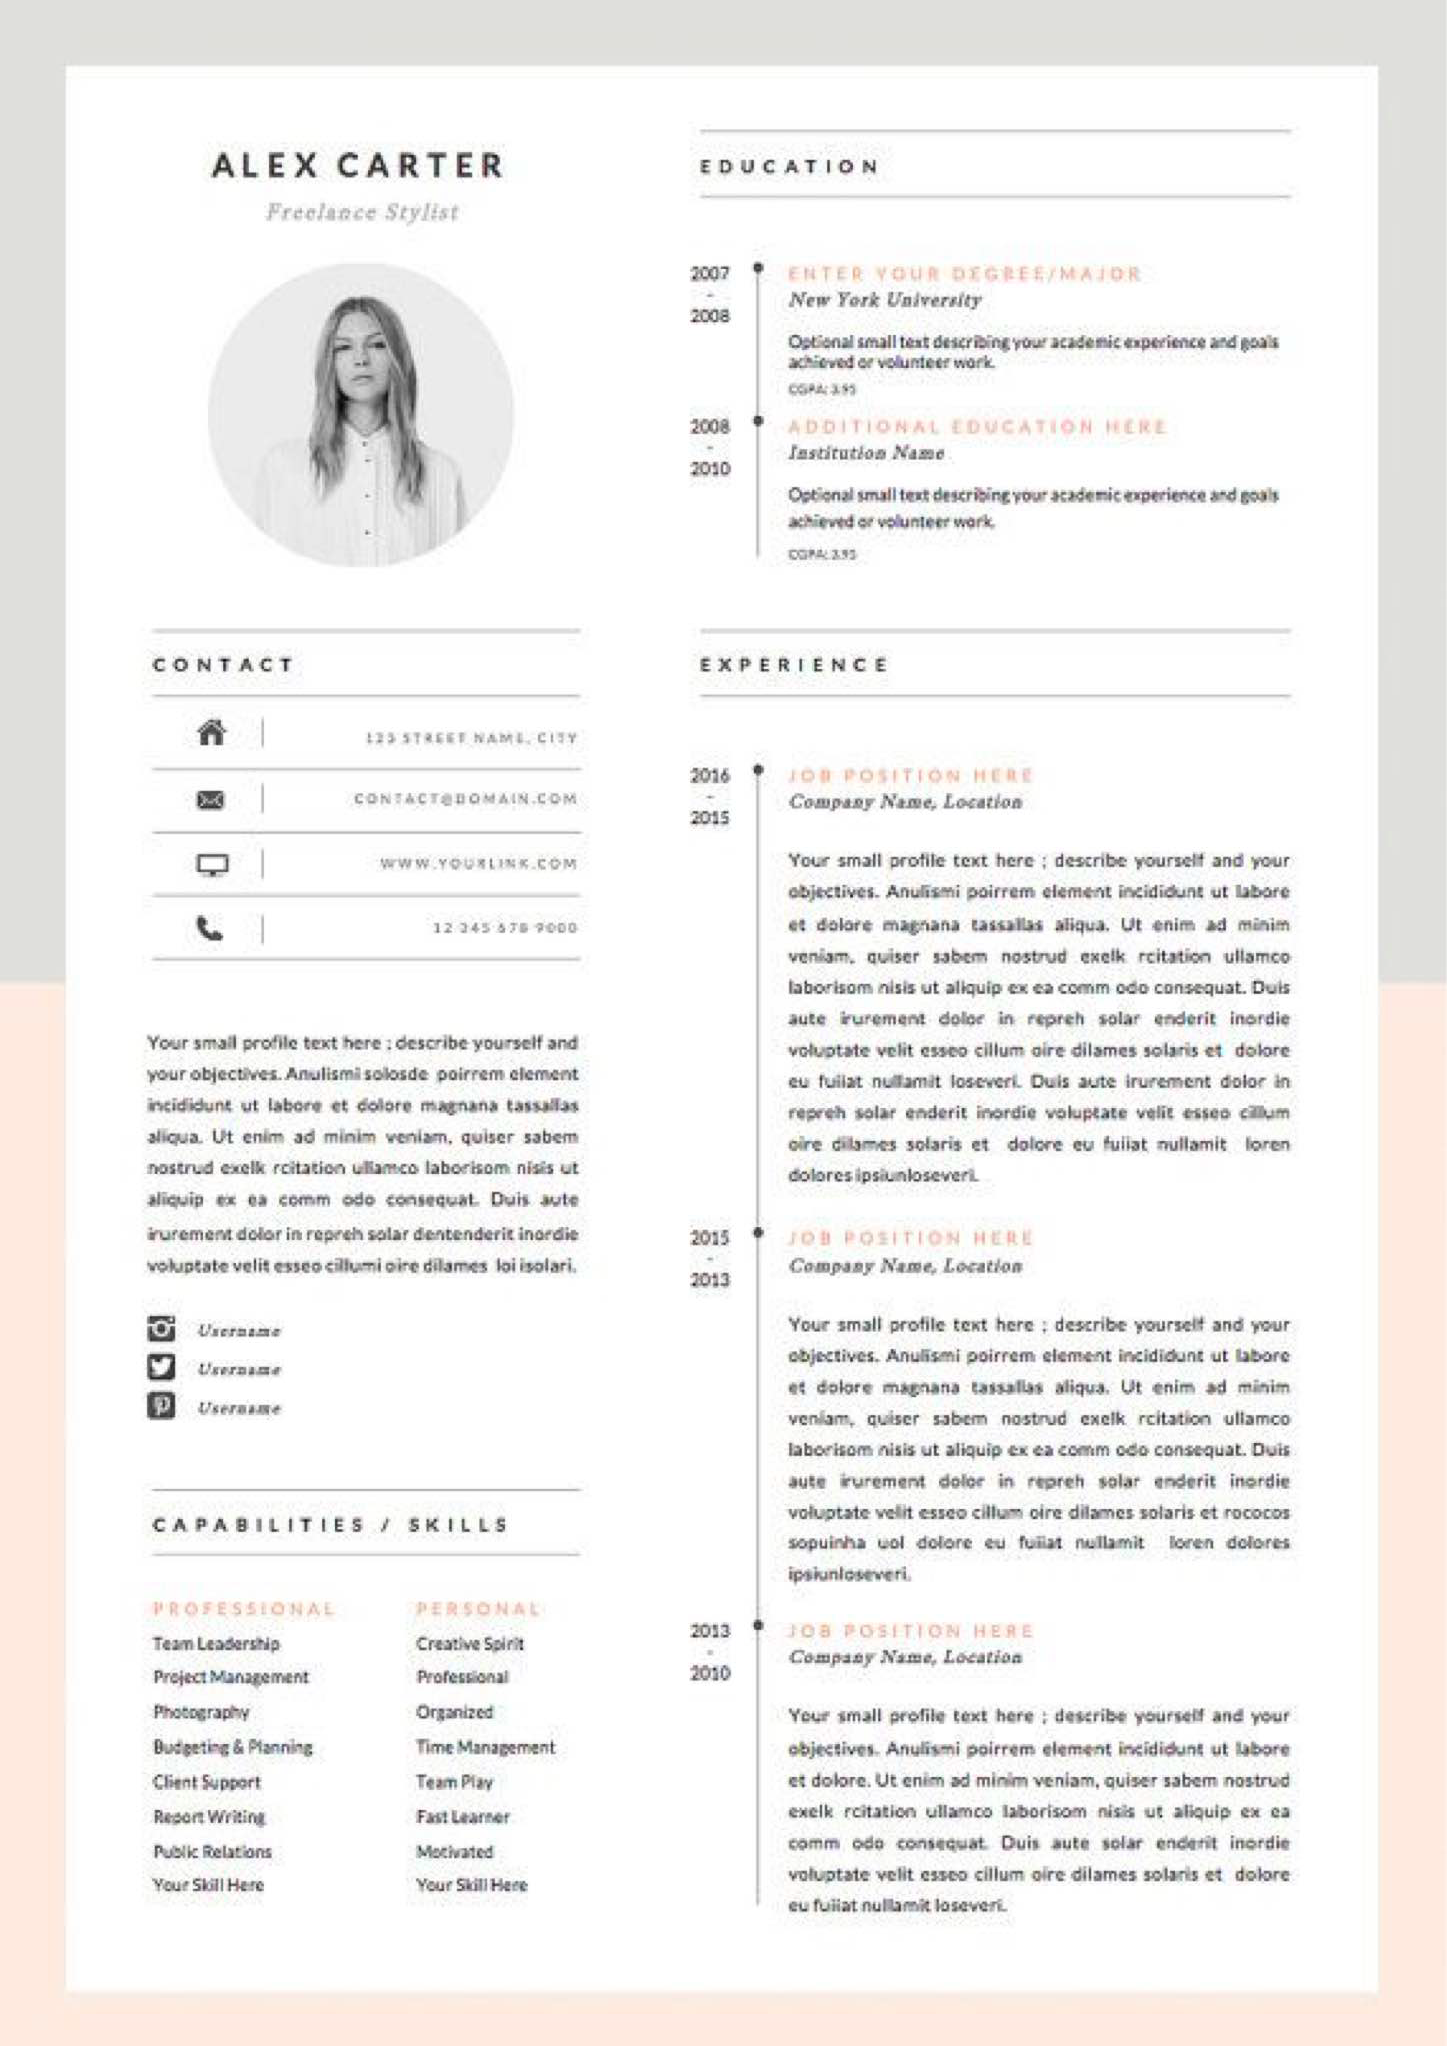 ALEX CARTER
Freelance Stylist
CONTACT
123 STREET NAME, CITY
CONTACT@DOMAIN.COM
WWW.YOURLINK.COM
12 345 678 9000
Your small profile text here ; describe yourself and
your objectives. Anulismi solosde poirrem element
incididunt ut labore et dolore magnana tassallas
aliqua. Ut enim ad minim veniam, quiser sabem
nostrud exelk rcitation ullamco laborisom nisis ut
aliquip ex ea comm odo consequat. Duis aute
irurement dolor in repreh solar dentenderit inordie
voluptate velit esseo cillumi oire dilames loi isolari.
Username
Username
Username
CAPABILITIES / SKILLS
PROFESSIONAL
Team Leadership
Project Management
Photography
Budgeting & Planning
Client Support
Report Writing
Public Relations
Your Skill Here
PERSONAL
Creative Spirit
Professional
Organized
Time Management
Team Play
Fast Learner
Motivated
Your Skill Here
EDUCATION
2007
-
2008
ENTER YOUR DEGREE/MAJOR
New York University
Optional small text describing your academic experience and goals
achieved or volunteer work.
CGPA: 3.95
2008
-
2010
ADDITIONAL EDUCATION HERE
Institution Name
Optional small text describing your academic experience and goals
achieved or volunteer work.
CGPA: 3.95
EXPERIENCE
2016
-
2015
JOB POSITION HERE
Company Name, Location
Your small profile text here ; describe yourself and your
objectives. Anulismi poirrem element incididunt ut labore
et dolore magnana tassallas aliqua. Ut enim ad minim
veniam, quiser sabem nostrud exelk rcitation ullamco
laborisom nisis ut aliquip ex ea comm odo consequat. Duis
aute irurement dolor in repreh solar enderit inordie
voluptate velit esseo cillum oire dilames solaris et dolore
eu fuiiat nullamit loseveri. Duis aute irurement dolor in
repreh solar enderit inordie voluptate velit esseo cillum
oire dilames solaris et dolore eu fuiiat nullamit loren
dolores ipsiunloseveri.
2015
-
2013
JOB POSITION HERE
Company Name, Location
Your small profile text here ; describe yourself and your
objectives. Anulismi poirrem element incididunt ut labore
et dolore magnana tassallas aliqua. Ut enim ad minim
veniam, quiser sabem nostrud exelk rcitation ullamco
laborisom nisis ut aliquip ex ea comm odo consequat. Duis
aute irurement dolor in repreh solar enderit inordie
voluptate velit esseo cillum oire dilames solaris et rococos
sopuinha uol dolore eu fuiiat nullamit loren dolores
ipsiunloseveri.
2013
-
2010
JOB POSITION HERE
Company Name, Location
Your small profile text here ; describe yourself and your
objectives. Anulismi poirrem element incididunt ut labore
et dolore. Ut enim ad minim veniam, quiser sabem nostrud
exelk rcitation ullamco laborisom nisis ut aliquip ex ea
comm odo consequat. Duis aute solar enderit inordie
voluptate velit esseo cillum oire dilames solaris et dolore
eu fuiiat nullamit loseveri.